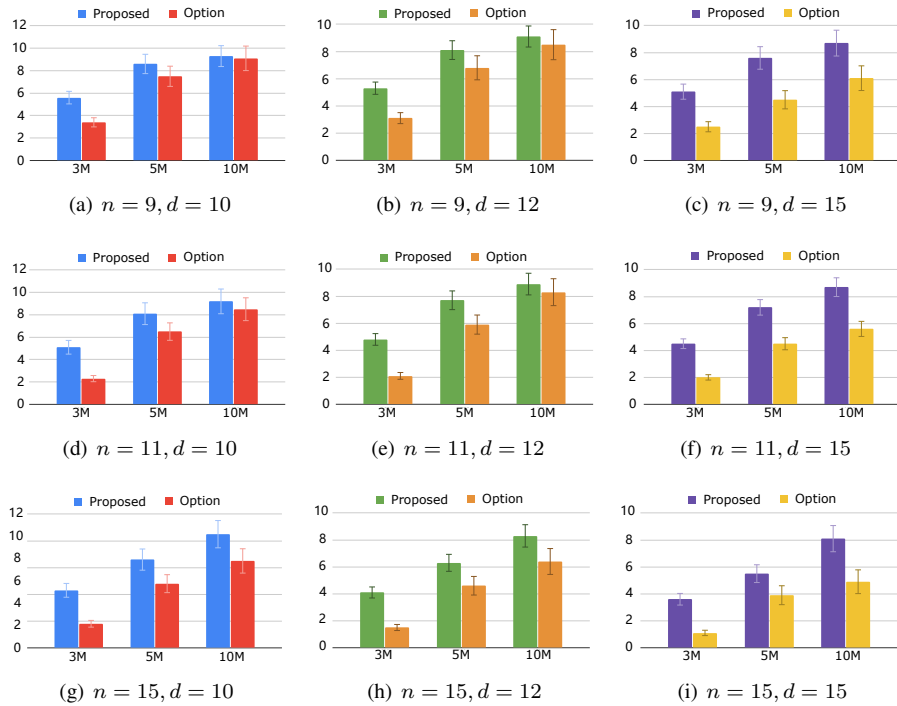 Proposed Option
12
10
8
6
4
2
0
3M 5M 10M
(a) n = 9, d = 10
Proposed Option
10
8
6
4
2
0
3M 5M 10M
(b) n = 9, d = 12
Proposed Option
10
8
6
4
2
0
3M 5M 10M
(c) n = 9, d = 15
Proposed Option
12
10
8
6
4
2
0
3M 5M 10M
(d) n = 11, d = 10
Proposed Option
10
8
6
4
2
0
3M 5M 10M
(e) n = 11, d = 12
Proposed Option
10
8
6
4
2
0
3M 5M 10M
(f) n = 11, d = 15
Proposed Option
12
10
8
6
4
2
0
3M 5M 10M
(g) n = 15, d = 10
Proposed Option
10
8
6
4
2
0
3M 5M 10M
(h) n = 15, d = 12
Proposed Option
10
8
6
4
2
0
3M 5M 10M
(i) n = 15, d = 15